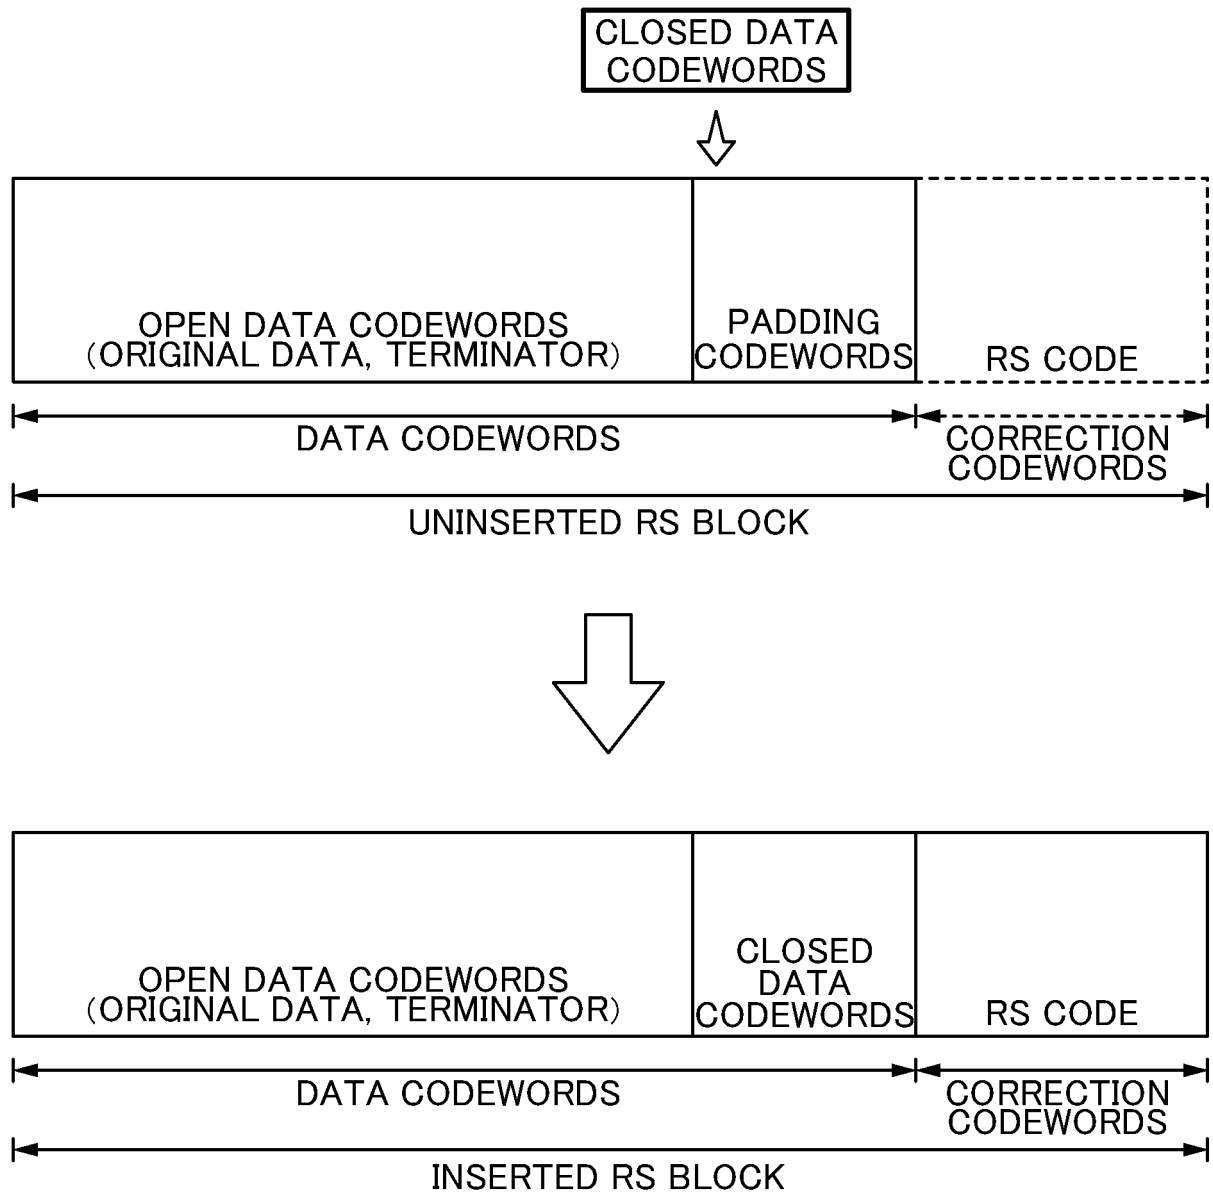 CLOSED DATA
CODEWORDS
OPEN DATA CODEWORDS
(ORIGINAL DATA, TERMINATOR)
PADDING
CODEWORDS
RS CODE
DATA CODEWORDS
CORRECTION
CODEWORDS
UNINSERTED RS BLOCK
OPEN DATA CODEWORDS
(ORIGINAL DATA, TERMINATOR)
CLOSED
DATA
CODEWORDS
RS CODE
DATA CODEWORDS
CORRECTION
CODEWORDS
INSERTED RS BLOCK